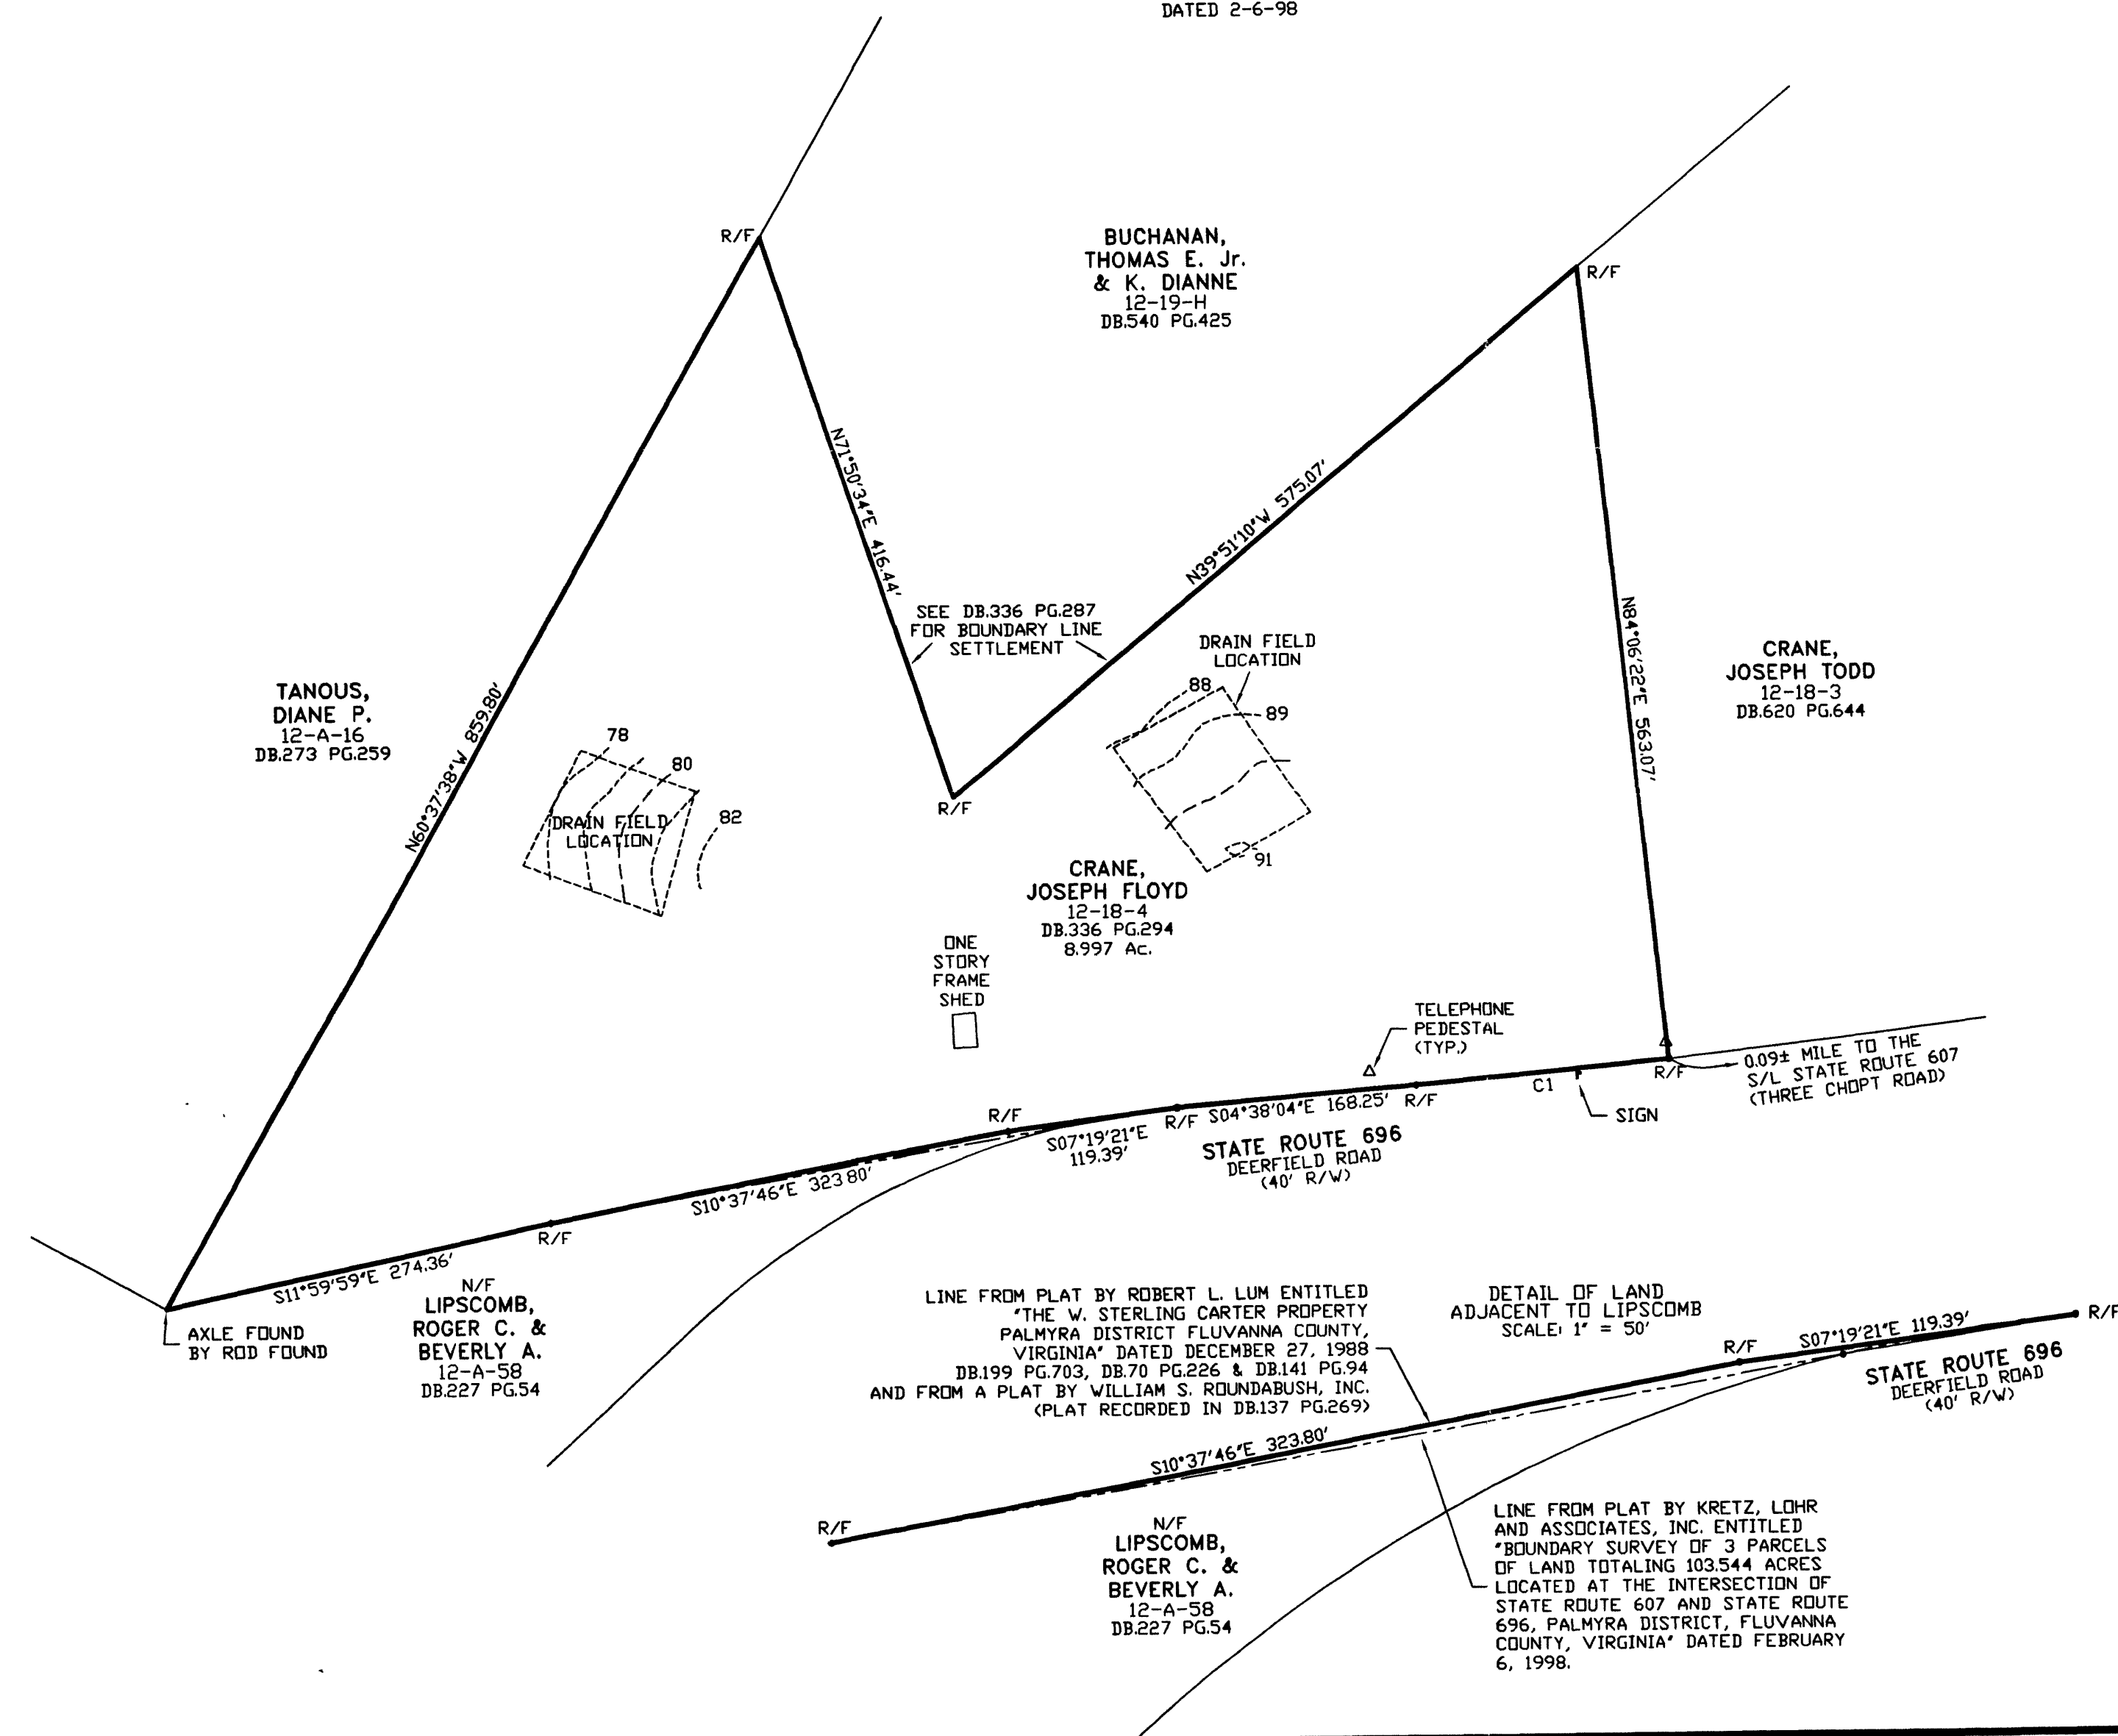 DATED 2-6-98
R/F
BUCHANAN,
THOMAS E. Jr.
& K. DIANNE
12-19-H
DB.540 PG.425
R/F
N71°50'34"E 416.44'
N39°51'10"W 575.07'
SEE DB.336 PG.287
FOR BOUNDARY LINE
SETTLEMENT
DRAIN FIELD
LOCATION
N84°06'22"E 563.07'
CRANE,
JOSEPH TODD
12-18-3
DB.620 PG.644
TANOUS,
DIANE P.
12-A-16
DB.273 PG.259
N60°37'38"W 859.80'
78
80
82
DRAIN FIELD
LOCATION
88
89
91
R/F
CRANE,
JOSEPH FLOYD
12-18-4
DB.336 PG.294
8.997 Ac.
ONE
STORY
FRAME
SHED
TELEPHONE
PEDESTAL
(TYP.)
R/F
0.09± MILE TO THE
S/L STATE ROUTE 607
(THREE CHOPT ROAD)
C1
SIGN
R/F
S07°19'21"E
119.39'
R/F
S04°38'04"E 168.25'
R/F
STATE ROUTE 696
DEERFIELD ROAD
(40' R/W)
S10°37'46"E 323.80'
R/F
S11°59'59"E 274.36'
AXLE FOUND
BY ROD FOUND
N/F
LIPSCOMB,
ROGER C. &
BEVERLY A.
12-A-58
DB.227 PG.54
LINE FROM PLAT BY ROBERT L. LUM ENTITLED
"THE W. STERLING CARTER PROPERTY
PALMYRA DISTRICT FLUVANNA COUNTY,
VIRGINIA" DATED DECEMBER 27, 1988
DB.199 PG.703, DB.70 PG.226 & DB.141 PG.94
AND FROM A PLAT BY WILLIAM S. ROUNDABUSH, INC.
(PLAT RECORDED IN DB.137 PG.269)
DETAIL OF LAND
ADJACENT TO LIPSCOMB
SCALE: 1" = 50'
R/F
S07°19'21"E 119.39'
R/F
STATE ROUTE 696
DEERFIELD ROAD
(40' R/W)
S10°37'46"E 323.80'
R/F
N/F
LIPSCOMB,
ROGER C. &
BEVERLY A.
12-A-58
DB.227 PG.54
LINE FROM PLAT BY KRETZ, LOHR
AND ASSOCIATES, INC. ENTITLED
"BOUNDARY SURVEY OF 3 PARCELS
OF LAND TOTALING 103.544 ACRES
LOCATED AT THE INTERSECTION OF
STATE ROUTE 607 AND STATE ROUTE
696, PALMYRA DISTRICT, FLUVANNA
COUNTY, VIRGINIA" DATED FEBRUARY
6, 1998.